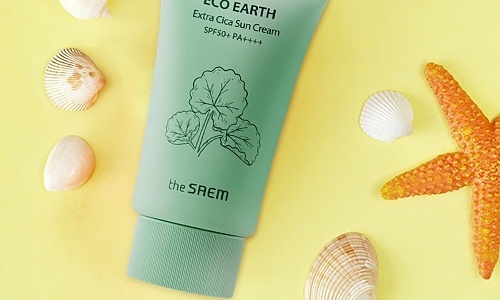 ECO EARTH
Extra Cica Sun Cream
SPF50+ PA++++
the SAEM